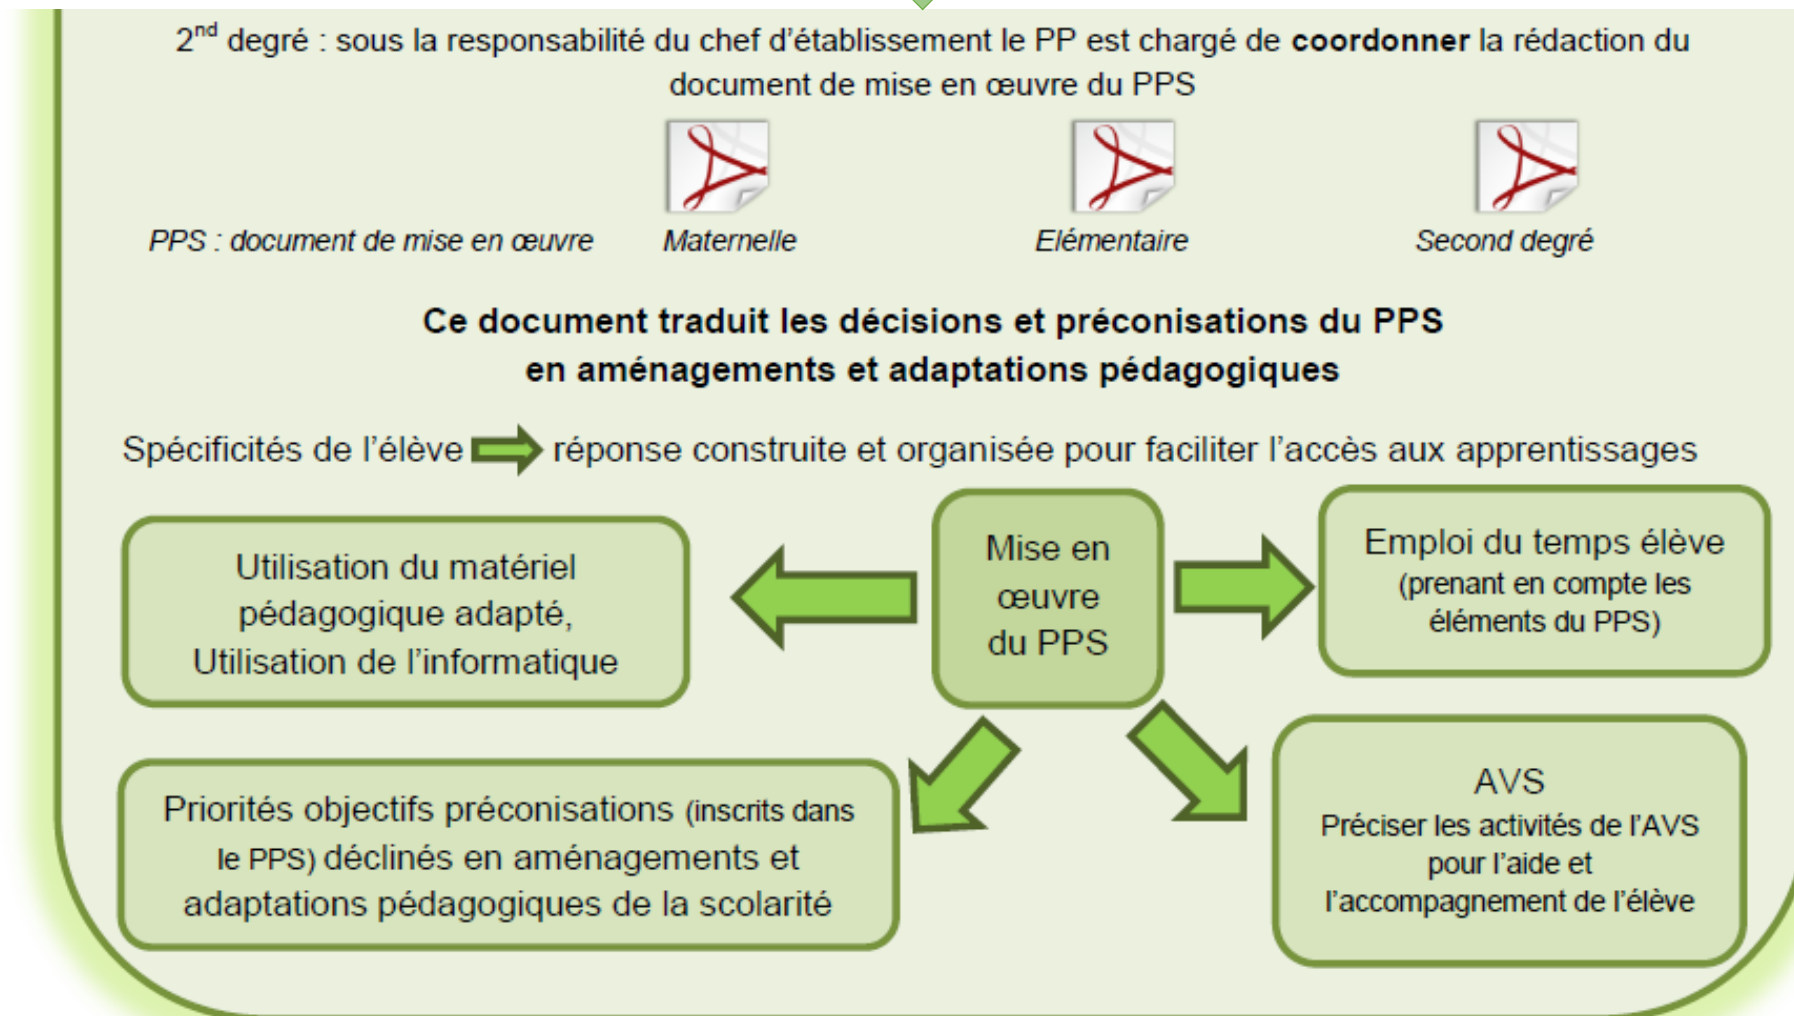 2nd degré : sous la responsabilité du chef d'établissement le PP est chargé de coordonner la rédaction du
document de mise en œuvre du PPS
PPS : document de mise en œuvre Maternelle Elémentaire Second degré
Ce document traduit les décisions et préconisations du PPS
en aménagements et adaptations pédagogiques
Spécificités de l'élève réponse construite et organisée pour faciliter l'accès aux apprentissages
Utilisation du matériel
pédagogique adapté,
Utilisation de l'informatique
Mise en
œuvre
du PPS
Emploi du temps élève
(prenant en compte les
éléments du PPS)
Priorités objectifs préconisations (inscrits dans
le PPS) déclinés en aménagements et
adaptations pédagogiques de la scolarité
AVS
Préciser les activités de l'AVS
pour l'aide et
l'accompagnement de l'élève